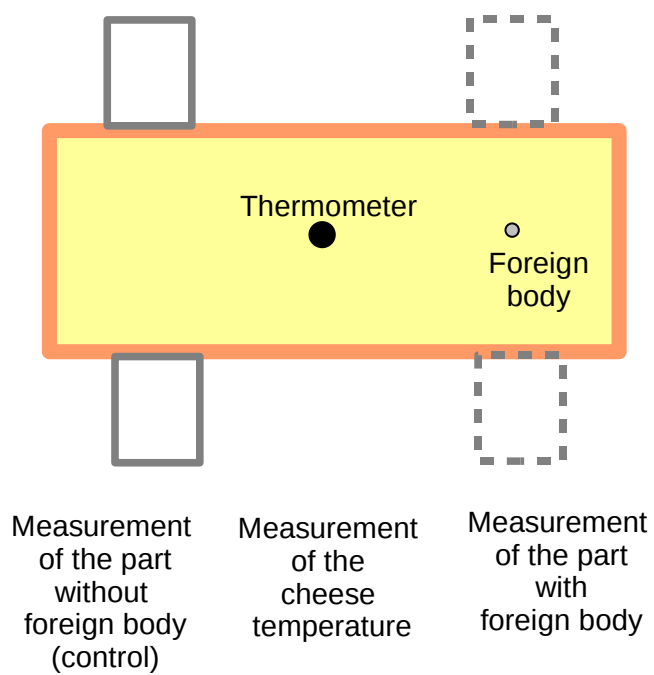 Thermometer
Foreign
body
Measurement
of the part
without
foreign body
(control)
Measurement
of the
cheese
temperature
Measurement
of the part
with
foreign body